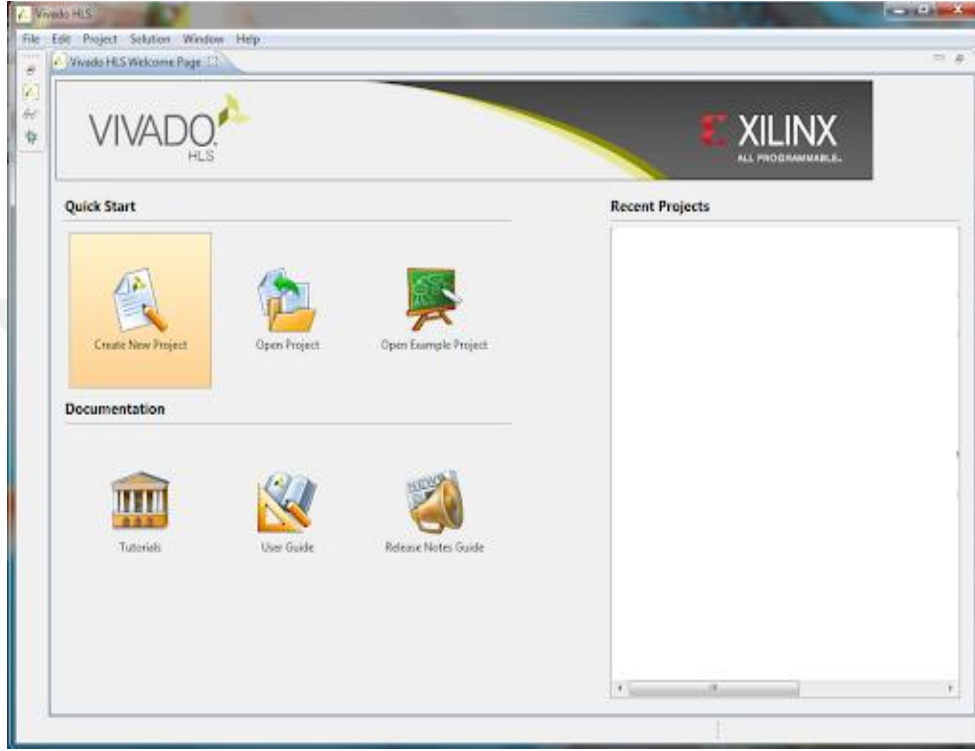 Vivado HLS
File Edit Project Solution Window Help
Vivado HLS Welcome Page
VIVADO.
HLS
XILINX
ALL PROGRAMMABLE.
Quick Start
Recent Projects
Create New Project
Open Project
Open Example Project
Documentation
NEWS
Tutorials
User Guide
Release Notes Guide